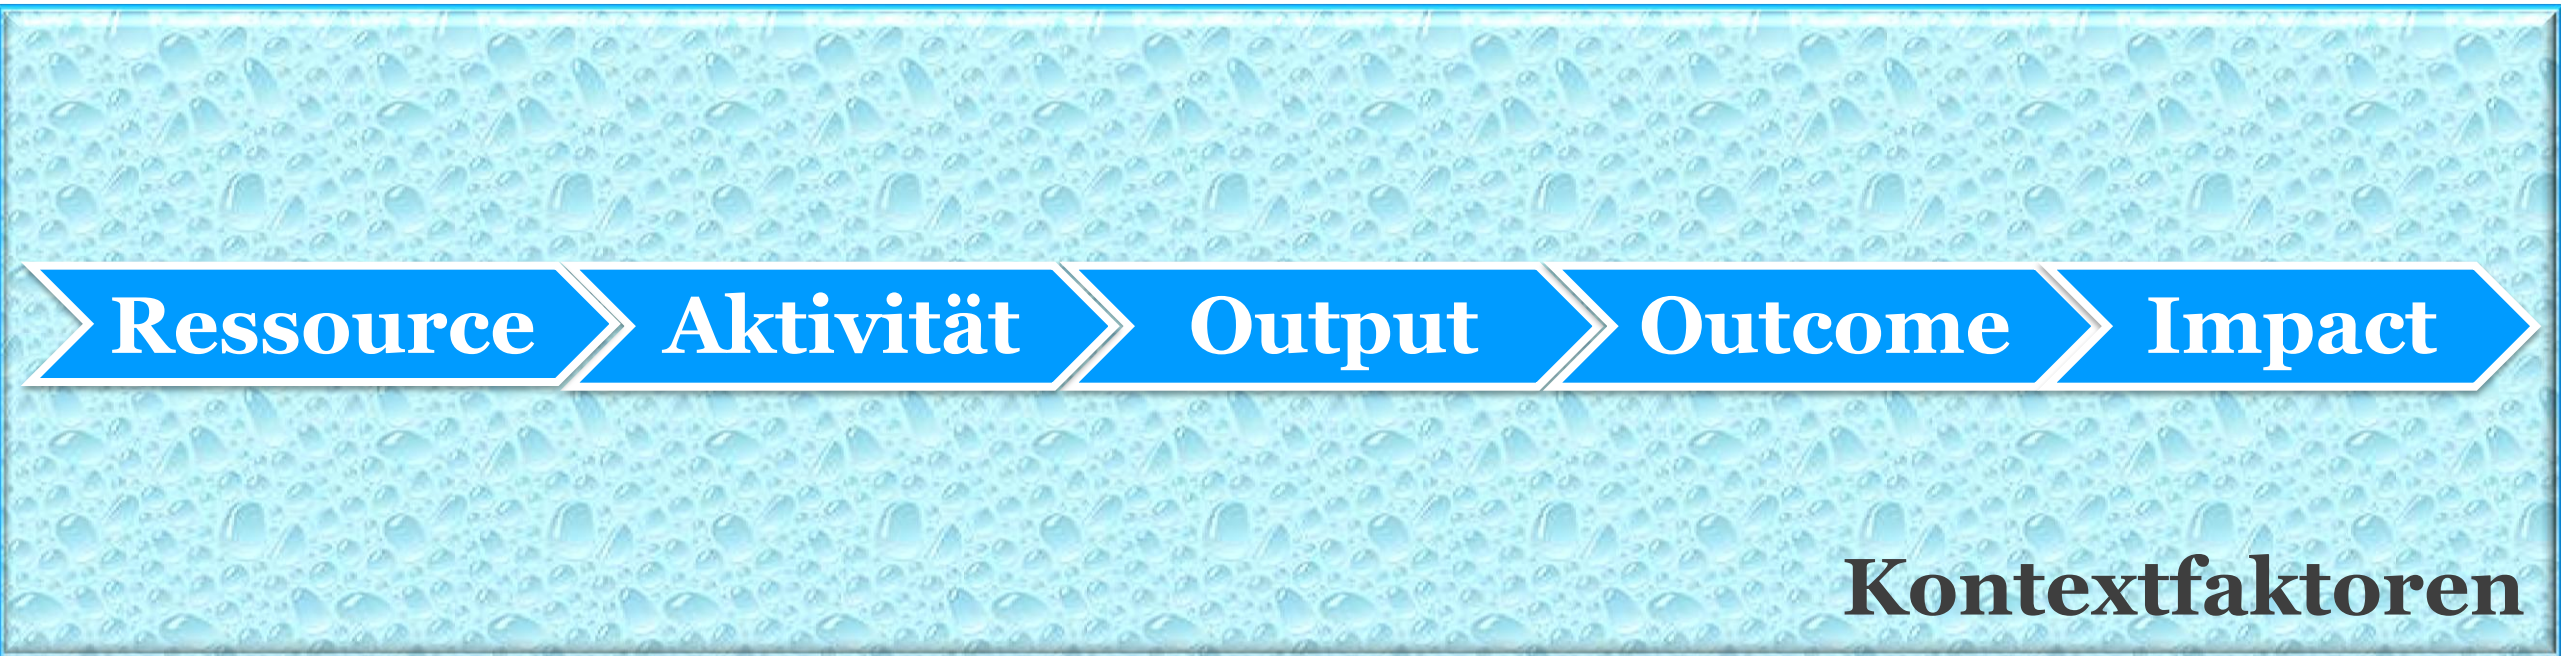 Ressource Aktivität Output Outcome Impact
Kontextfaktoren